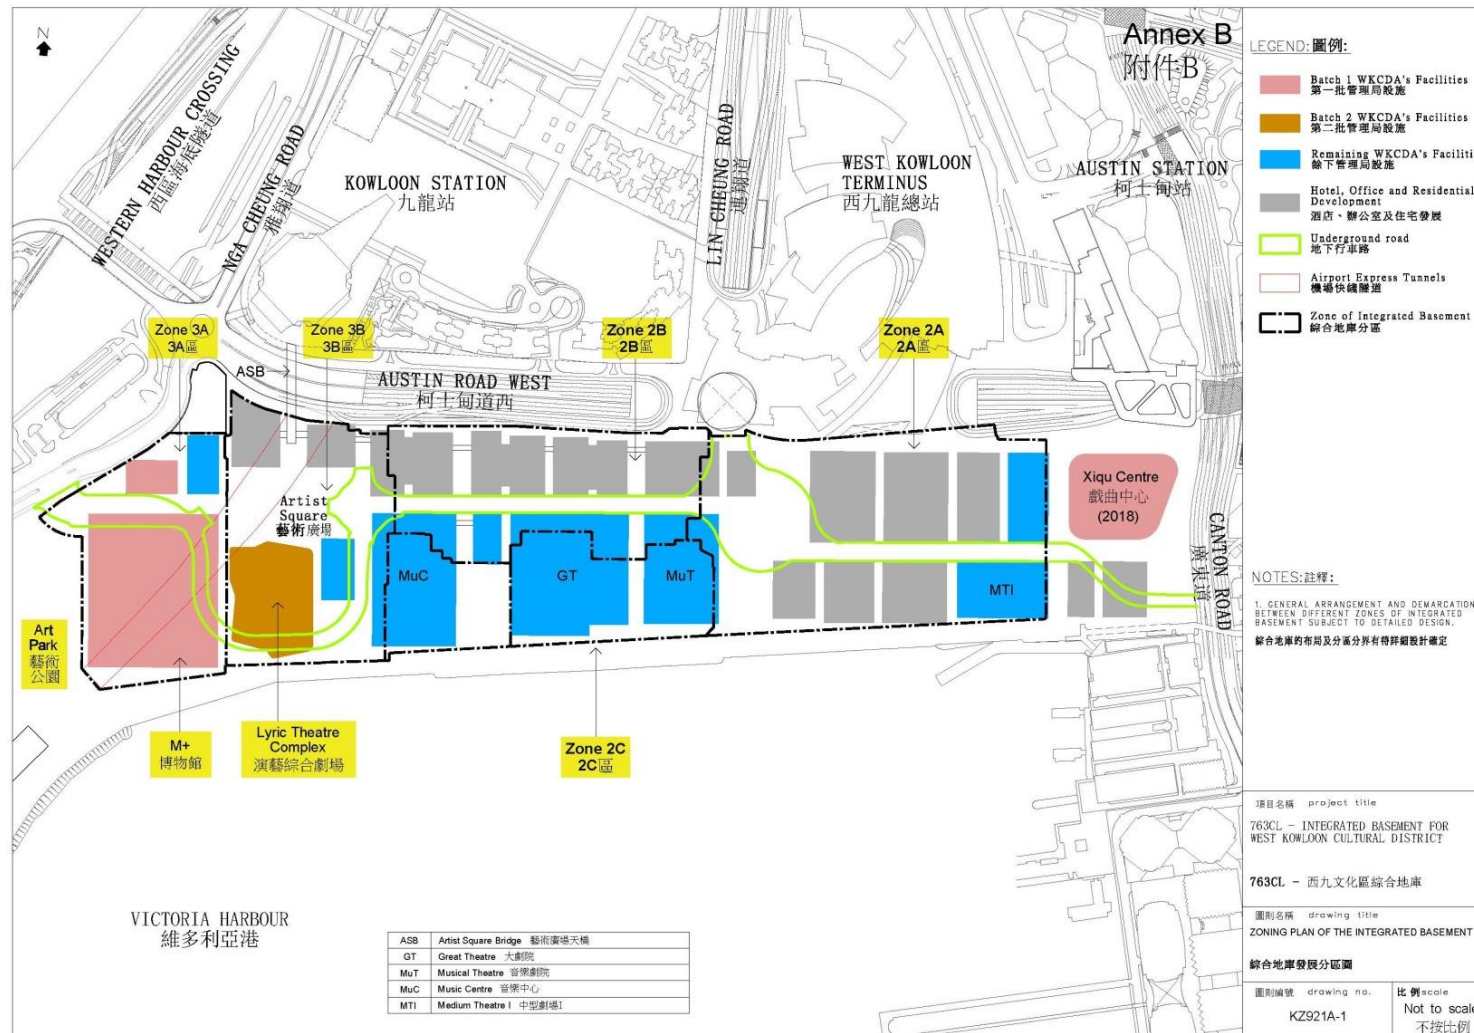 N
Annex B
附件B
WESTERN HARBOUR CROSSING
西區海底隧道
NGA CHEUNG ROAD
雅翔道
KOWLOON STATION
九龍站
LIN CHEUNG ROAD
連翔道
WEST KOWLOON
TERMINUS
西九龍總站
AUSTIN STATION
柯士甸站
Zone 3A
3A區
Zone 3B
3B區
Zone 2B
2B區
Zone 2A
2A區
ASB
AUSTIN ROAD WEST
柯士甸道西
Artist
Square
藝術廣場
Xiqu Centre
戲曲中心
(2018)
CANTON ROAD
廣東道
MuC
GT
MuT
MTI
Art
Park
藝術
公園
M+
博物館
Lyric Theatre
Complex
演藝綜合劇場
Zone 2C
2C區
VICTORIA HARBOUR
維多利亞港
ASB Artist Square Bridge 藝術廣場天橋
GT Great Theatre 大劇院
MuT Musical Theatre 音樂劇院
MuC Music Centre 音樂中心
MTI Medium Theatre I 中型劇場I
LEGEND:圖例:
Batch 1 WKCDA's Facilities
第一批管理局設施
Batch 2 WKCDA's Facilities
第二批管理局設施
Remaining WKCDA's Faciliti
餘下管理局設施
Hotel, Office and Residential
Development
酒店、辦公室及住宅發展
Underground road
地下行車路
Airport Express Tunnels
機場快綫隧道
Zone of Integrated Basement
綜合地庫分區
NOTES:註釋:
1. GENERAL ARRANGEMENT AND DEMARCATION
BETWEEN DIFFERENT ZONES OF INTEGRATED
BASEMENT SUBJECT TO DETAILED DESIGN.
綜合地庫的布局及分區分界有待詳細設計確定
項目名稱 project title
763CL - INTEGRATED BASEMENT FOR
WEST KOWLOON CULTURAL DISTRICT
763CL - 西九文化區綜合地庫
圖則名稱 drawing title
ZONING PLAN OF THE INTEGRATED BASEMENT
綜合地庫發展分區圖
圖則編號 drawing no.
KZ921A-1
比例scale
Not to scale
不按比例